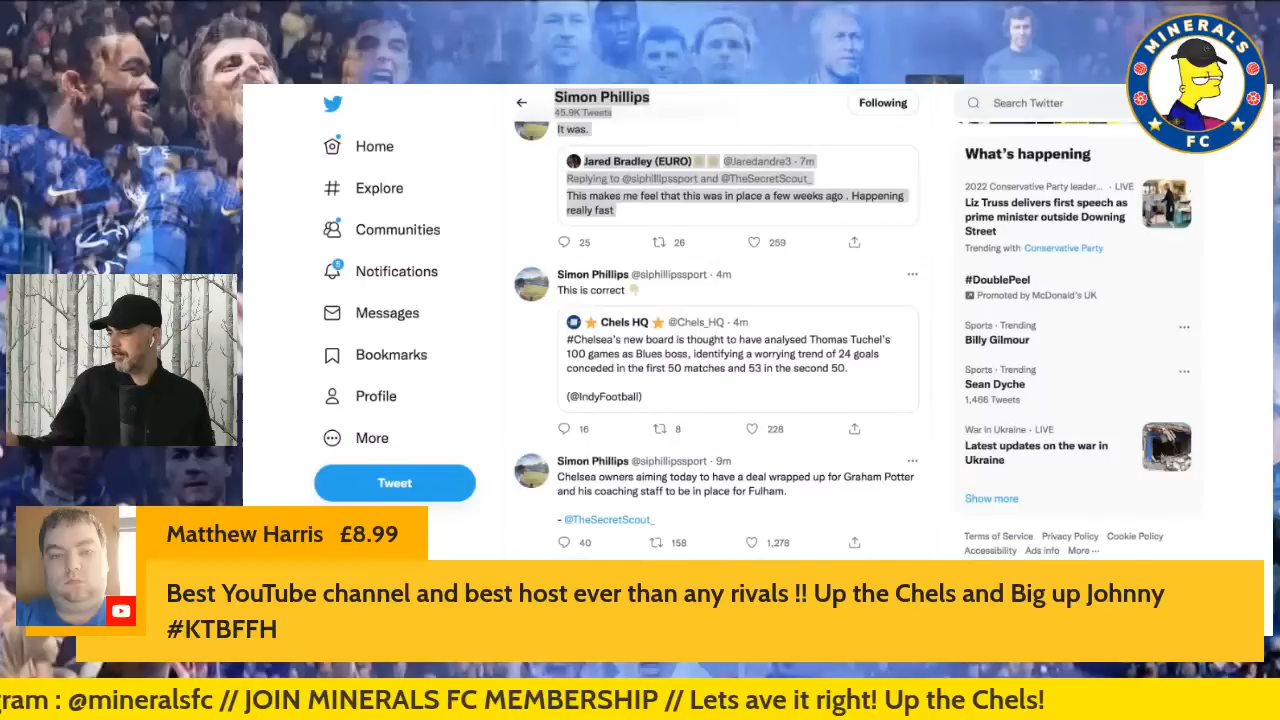 MINERALS
FC
Simon Phillips
45.9K Tweets
Following
Search Twitter
It was.
Jared Bradley (EURO) @Jaredandre3 · 7m
Replying to @siphillipssport and @TheSecretScout_
This makes me feel that this was in place a few weeks ago . Happening
really fast
25 26 259
Simon Phillips @siphillipssport · 4m
This is correct
Chels HQ @Chels_HQ · 4m
#Chelsea's new board is thought to have analysed Thomas Tuchel's
100 games as Blues boss, identifying a worrying trend of 24 goals
conceded in the first 50 matches and 53 in the second 50.
(@IndyFootball)
16 8 228
Simon Phillips @siphillipssport · 9m
Chelsea owners aiming today to have a deal wrapped up for Graham Potter
and his coaching staff to be in place for Fulham.
- @TheSecretScout_
40 158 1,278
Home
Explore
Communities
5
Notifications
Messages
Bookmarks
Profile
More
Tweet
What's happening
2022 Conservative Party leader... · LIVE
Liz Truss delivers first speech as
prime minister outside Downing
Street
Trending with Conservative Party
#DoublePeel
Promoted by McDonald's UK
Sports · Trending
Billy Gilmour
Sports · Trending
Sean Dyche
1,466 Tweets
War in Ukraine · LIVE
Latest updates on the war in
Ukraine
Show more
Terms of Service Privacy Policy Cookie Policy
Accessibility Ads info More ···
Matthew Harris £8.99
Best YouTube channel and best host ever than any rivals !! Up the Chels and Big up Johnny
#KTBFFH
gram : @mineralsfc // JOIN MINERALS FC MEMBERSHIP // Lets ave it right! Up the Chels!